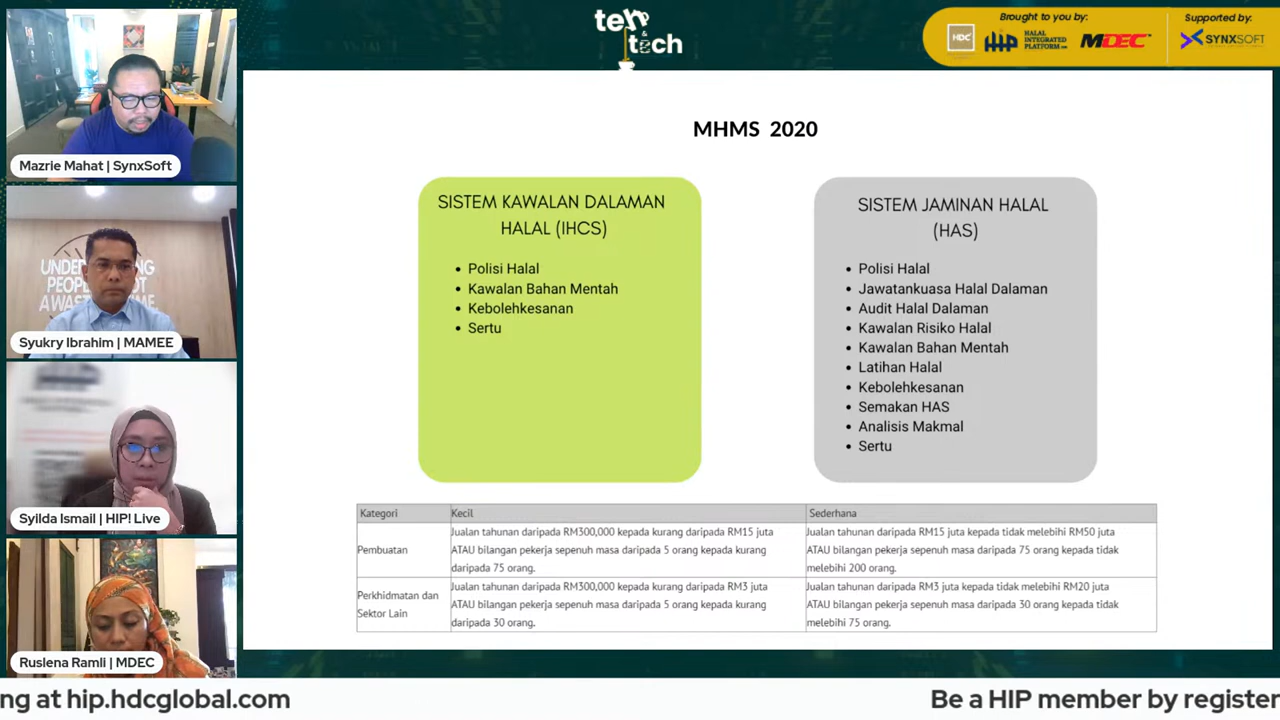 teh
&
tech
Brought to you by:
HDC
HIP
HALAL
INTEGRATED
PLATFORM
MDEC
Supported by:
SYNXSOFT
MHMS 2020
SISTEM KAWALAN DALAMAN
HALAL (IHCS)
• Polisi Halal
• Kawalan Bahan Mentah
• Kebolehkesanan
• Sertu
SISTEM JAMINAN HALAL
(HAS)
• Polisi Halal
• Jawatankuasa Halal Dalaman
• Audit Halal Dalaman
• Kawalan Risiko Halal
• Kawalan Bahan Mentah
• Latihan Halal
• Kebolehkesanan
• Semakan HAS
• Analisis Makmal
• Sertu
Kategori Kecil Sederhana
Pembuatan
Jualan tahunan daripada RM300,000 kepada kurang daripada RM15 juta
ATAU bilangan pekerja sepenuh masa daripada 5 orang kepada kurang
daripada 75 orang.
Jualan tahunan daripada RM15 juta kepada tidak melebihi RM50 juta
ATAU bilangan pekerja sepenuh masa daripada 75 orang kepada tidak
melebihi 200 orang.
Perkhidmatan dan
Sektor Lain
Jualan tahunan daripada RM300,000 kepada kurang daripada RM3 juta
ATAU bilangan pekerja sepenuh masa daripada 5 orang kepada kurang
daripada 30 orang.
Jualan tahunan daripada RM3 juta kepada tidak melebihi RM20 juta
ATAU bilangan pekerja sepenuh masa daripada 30 orang kepada tidak
melebihi 75 orang.
Mazrie Mahat | SynxSoft
Syukry Ibrahim | MAMEE
Syilda Ismail | HIP! Live
Ruslena Ramli | MDEC
ng at hip.hdcglobal.com
Be a HIP member by register